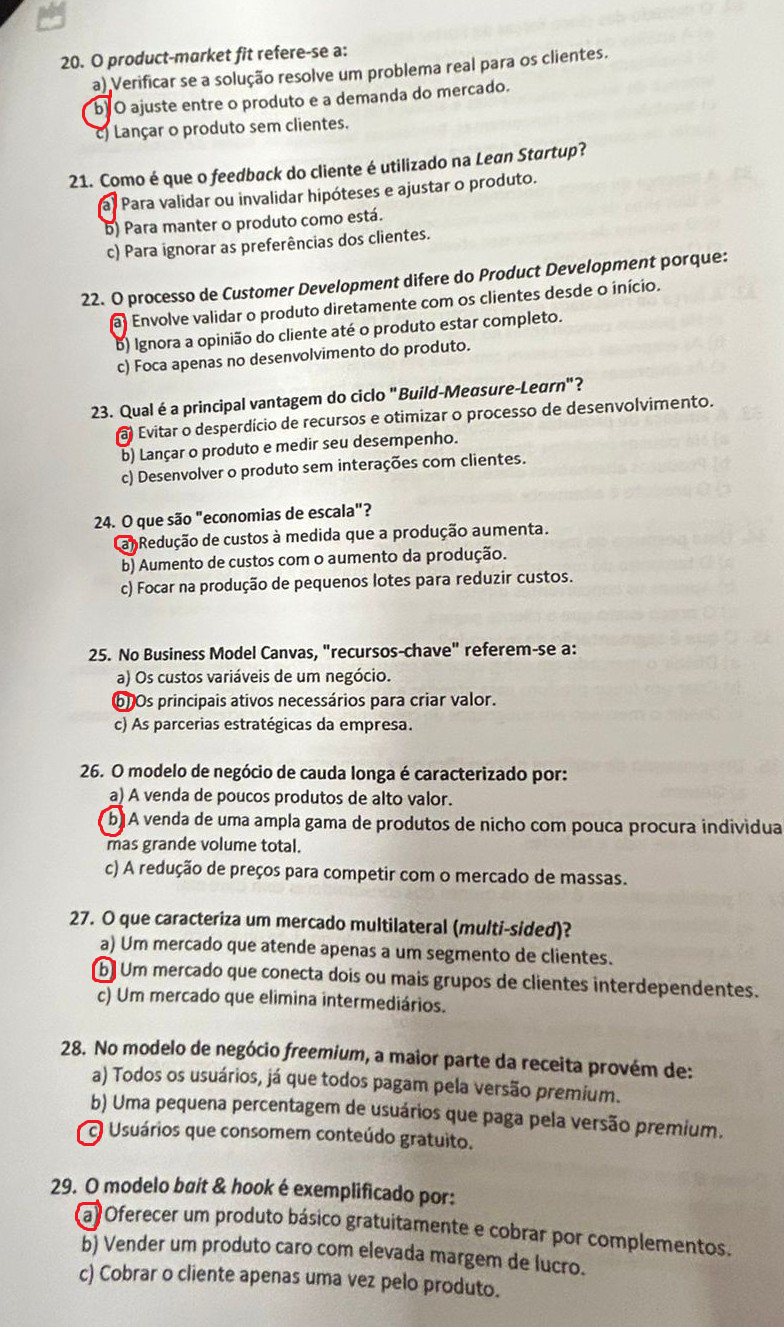 20. O product-market fit refere-se a:
a) Verificar se a solução resolve um problema real para os clientes.
b) O ajuste entre o produto e a demanda do mercado.
c) Lançar o produto sem clientes.
21. Como é que o feedback do cliente é utilizado na Lean Startup?
a) Para validar ou invalidar hipóteses e ajustar o produto.
b) Para manter o produto como está.
c) Para ignorar as preferências dos clientes.
22. O processo de Customer Development difere do Product Development porque:
a) Envolve validar o produto diretamente com os clientes desde o início.
b) Ignora a opinião do cliente até o produto estar completo.
c) Foca apenas no desenvolvimento do produto.
23. Qual é a principal vantagem do ciclo "Build-Measure-Learn"?
a) Evitar o desperdício de recursos e otimizar o processo de desenvolvimento.
b) Lançar o produto e medir seu desempenho.
c) Desenvolver o produto sem interações com clientes.
24. O que são "economias de escala"?
a) Redução de custos à medida que a produção aumenta.
b) Aumento de custos com o aumento da produção.
c) Focar na produção de pequenos lotes para reduzir custos.
25. No Business Model Canvas, "recursos-chave" referem-se a:
a) Os custos variáveis de um negócio.
b) Os principais ativos necessários para criar valor.
c) As parcerias estratégicas da empresa.
26. O modelo de negócio de cauda longa é caracterizado por:
a) A venda de poucos produtos de alto valor.
b) A venda de uma ampla gama de produtos de nicho com pouca procura individua
mas grande volume total.
c) A redução de preços para competir com o mercado de massas.
27. O que caracteriza um mercado multilateral (multi-sided)?
a) Um mercado que atende apenas a um segmento de clientes.
b) Um mercado que conecta dois ou mais grupos de clientes interdependentes.
c) Um mercado que elimina intermediários.
28. No modelo de negócio freemium, a maior parte da receita provém de:
a) Todos os usuários, já que todos pagam pela versão premium.
b) Uma pequena percentagem de usuários que paga pela versão premium.
c) Usuários que consomem conteúdo gratuito.
29. O modelo bait & hook é exemplificado por:
a) Oferecer um produto básico gratuitamente e cobrar por complementos.
b) Vender um produto caro com elevada margem de lucro.
c) Cobrar o cliente apenas uma vez pelo produto.